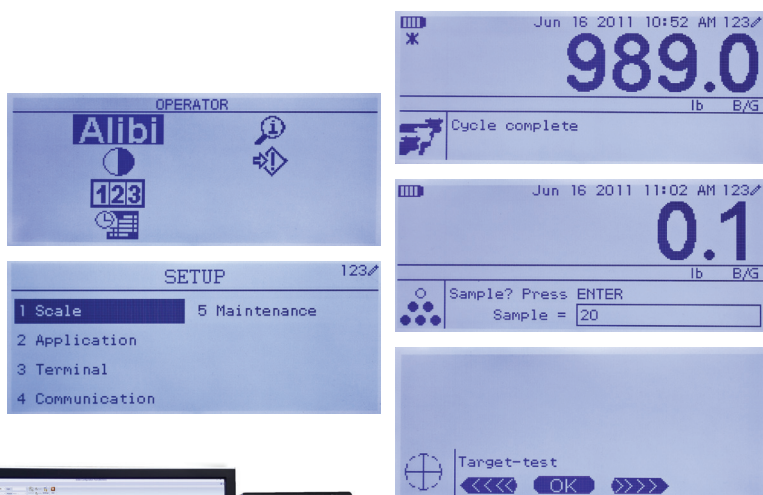 OPERATOR
Alibi
123
SETUP 123
1 Scale 5 Maintenance
2 Application
3 Terminal
4 Communication
Jun 16 2011 10:52 AM 123
989.0
lb B/G
Cycle complete
Jun 16 2011 11:02 AM 123
0.1
lb B/G
Sample? Press ENTER
Sample = 20
Target-test
<<<< OK >>>>